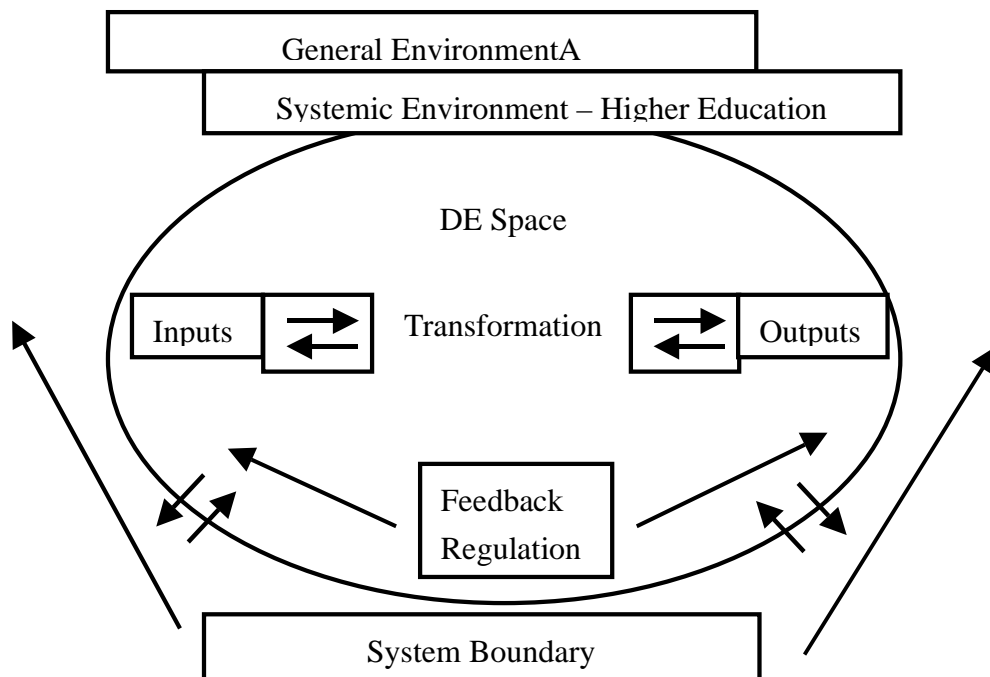 General EnvironmentA
Systemic Environment – Higher Education
DE Space
Inputs
Transformation
Outputs
Feedback
Regulation
System Boundary